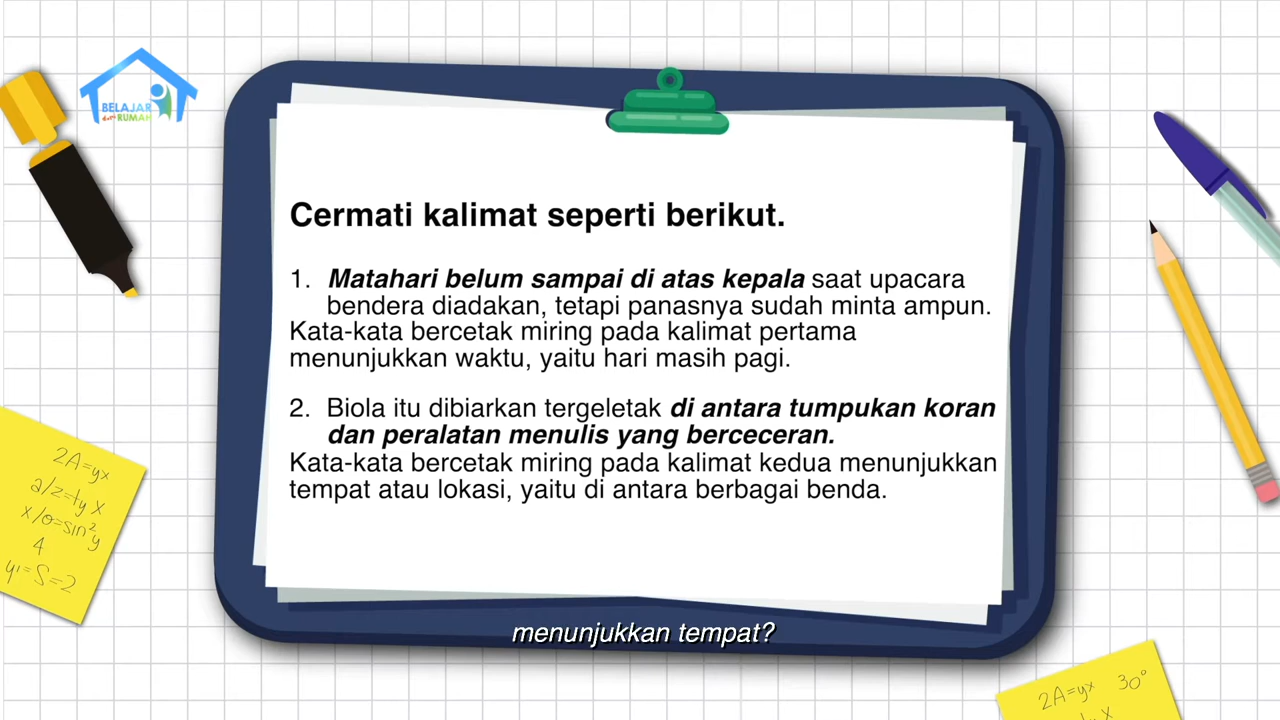 BELAJAR
dari RUMAH
Cermati kalimat seperti berikut.
1. Matahari belum sampai di atas kepala saat upacara
bendera diadakan, tetapi panasnya sudah minta ampun.
Kata-kata bercetak miring pada kalimat pertama
menunjukkan waktu, yaitu hari masih pagi.
2. Biola itu dibiarkan tergeletak di antara tumpukan koran
dan peralatan menulis yang berceceran.
Kata-kata bercetak miring pada kalimat kedua menunjukkan
tempat atau lokasi, yaitu di antara berbagai benda.
2A=yx
a/z=ty x
x/0=sin²y
4
y'=S=2
menunjukkan tempat?
2A=yx 30°